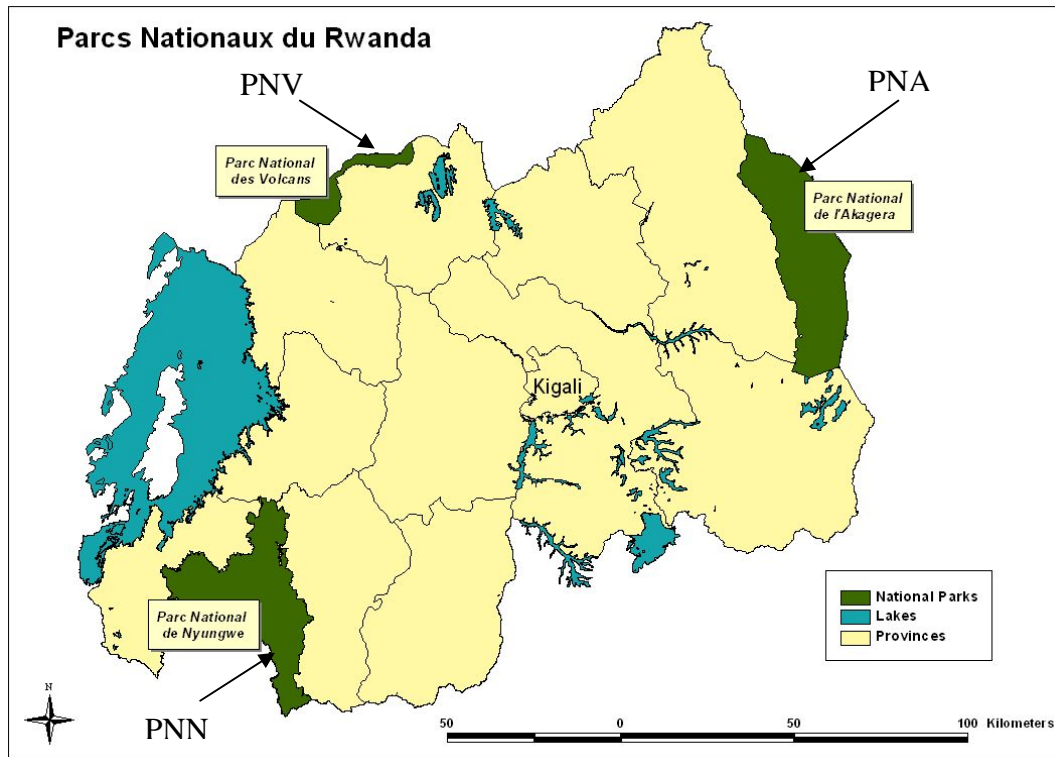 Parcs Nationaux du Rwanda
PNV
PNA
Parc National
des Volcans
Parc National
de l'Akagera
Kigali
National Parks
Lakes
Provinces
Parc National
de Nyungwe
N
PNN
50 0 50 100 Kilometers